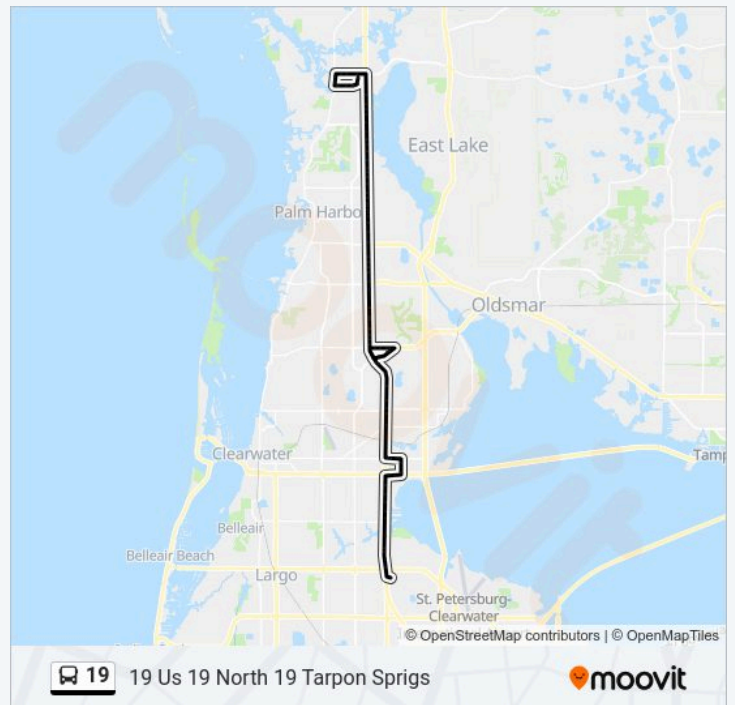 East Lake
Palm Harbo
Oldsmar
Clearwater
Tamp
Belleair
Belleair Beach
Largo
St. Petersburg-
Clearwater
© OpenStreetMap contributors | © OpenMapTiles
19 19 Us 19 North 19 Tarpon Sprigs moovit
moovit